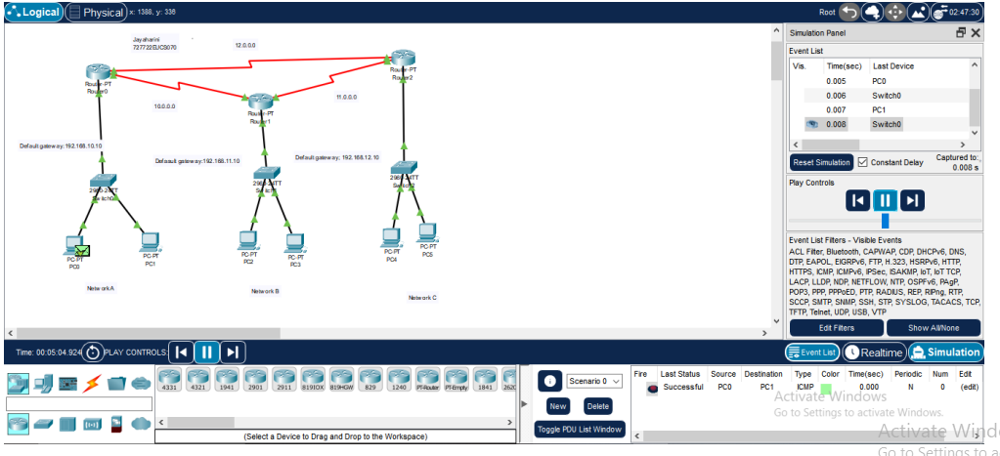 Logical
Physical
x: 1388, y: 336
Root
02:47:30
Jayaharini
727722EUCS070
12.0.0.0
Router-PT
Router0
Router-PT
Router2
10.0.0.0
11.0.0.0
Router-PT
Router1
Default gateway:192.168.10.10
Default gateway:192.168.11.10
Default gateway: 192.168.12.10
2960-24TT
Switch0
2960-24TT
2960-24TT
PC-PT
PC0
PC-PT
PC1
PC-PT
PC2
PC-PT
PC3
PC-PT
PC4
PC-PT
PC5
Network A
Network B
Network C
Simulation Panel
Event List
Vis. Time(sec) Last Device
0.005 PC0
0.006 Switch0
0.007 PC1
0.008 Switch0
Reset Simulation
Constant Delay
Captured to:
0.008 s
Play Controls
Event List Filters - Visible Events
ACL Filter, Bluetooth, CAPWAP, CDP, DHCPv6, DNS,
DTP, EAPOL, EIGRPv6, FTP, H.323, HSRPv6, HTTP,
HTTPS, ICMP, ICMPv6, IPSec, ISAKMP, IoT, IoT TCP,
LACP, LLDP, NDP, NETFLOW, NTP, OSPFv6, PAgP,
POP3, PPP, PPPoED, PTP, RADIUS, REP, RIPng, RTP,
SCCP, SMTP, SNMP, SSH, STP, SYSLOG, TACACS, TCP,
TFTP, Telnet, UDP, USB, VTP
Edit Filters
Show All/None
Time: 00:05:04.924
PLAY CONTROLS:
Event List
Realtime
Simulation
4331 4321 1941 2901 2911 819IOX 819HGW 829 1240 PT-Router PT-Empty 1841 2620
(Select a Device to Drag and Drop to the Workspace)
Scenario 0
New
Delete
Toggle PDU List Window
Fire Last Status Source Destination Type Color Time(sec) Periodic Num Edit
Successful PC0 PC1 ICMP 0.000 N 0 (edit)
Activate Windows
Go to Settings to activate Windows.